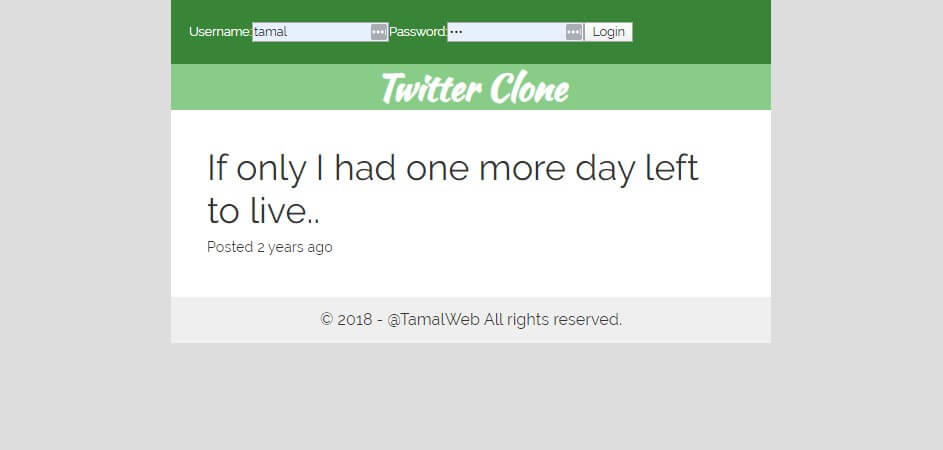 Username: tamal Password: ••• Login
Twitter Clone
If only I had one more day left
to live..
Posted 2 years ago
© 2018 - @TamalWeb All rights reserved.